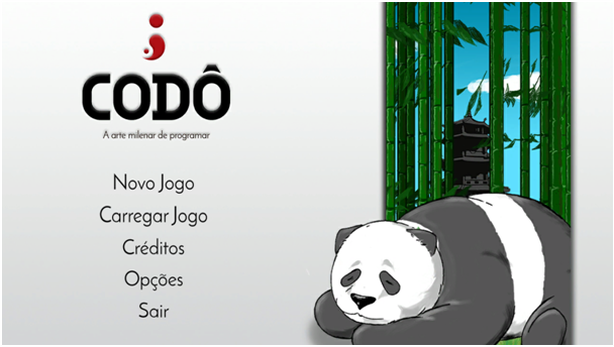 ;
CODÔ
A arte milenar de programar
Novo Jogo
Carregar Jogo
Créditos
Opções
Sair